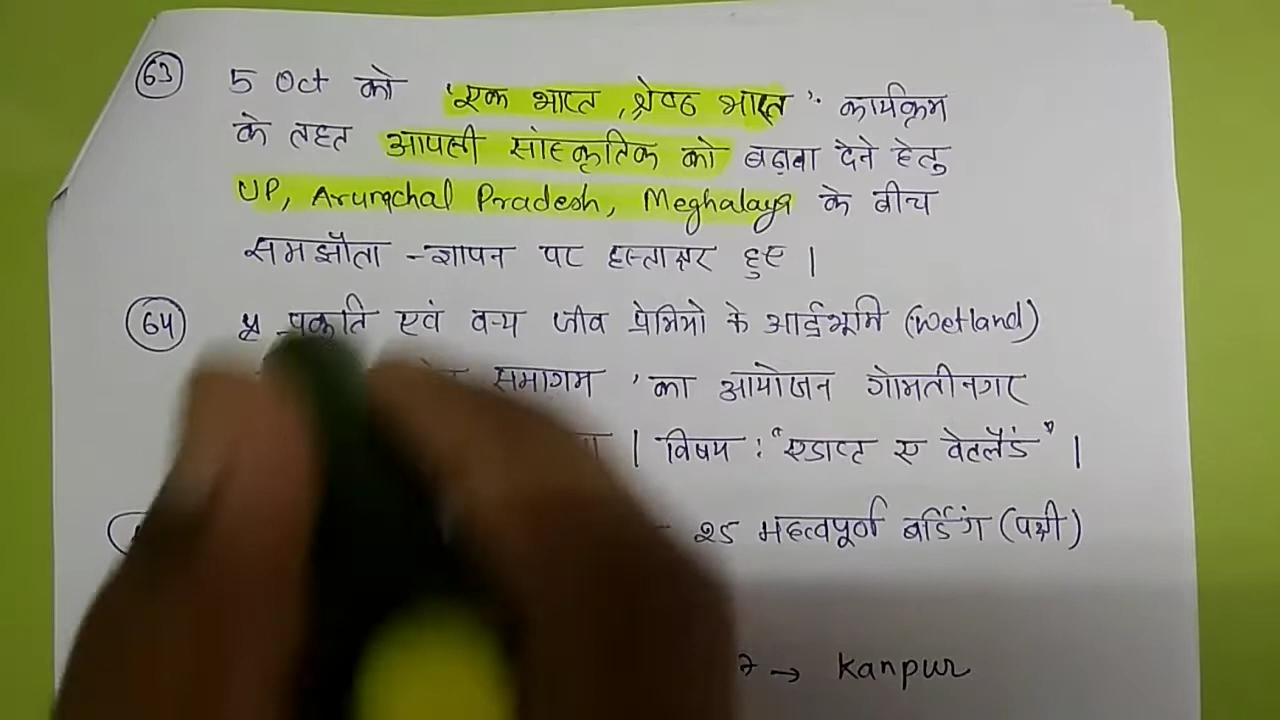 63 5 Oct को 'एक भारत, श्रेष्ठ भारत' कार्यक्रम
के तहत आपसी सांस्कृतिक को बढ़ावा देने हेतु
UP, Arunachal Pradesh, Meghalaya के बीच
समझौता -ज्ञापन पर हस्ताक्षर हुए |
64 प्रकृति एवं वन्य जीव प्रेमियो के आर्द्रभूमि (Wetland)
समागम 'का आयोजन गोमतीनगर
| विषय : "एडाप्ट ए वेटलैंड" |
25 महत्वपूर्ण बर्डिंग (पक्षी)
→ Kanpur